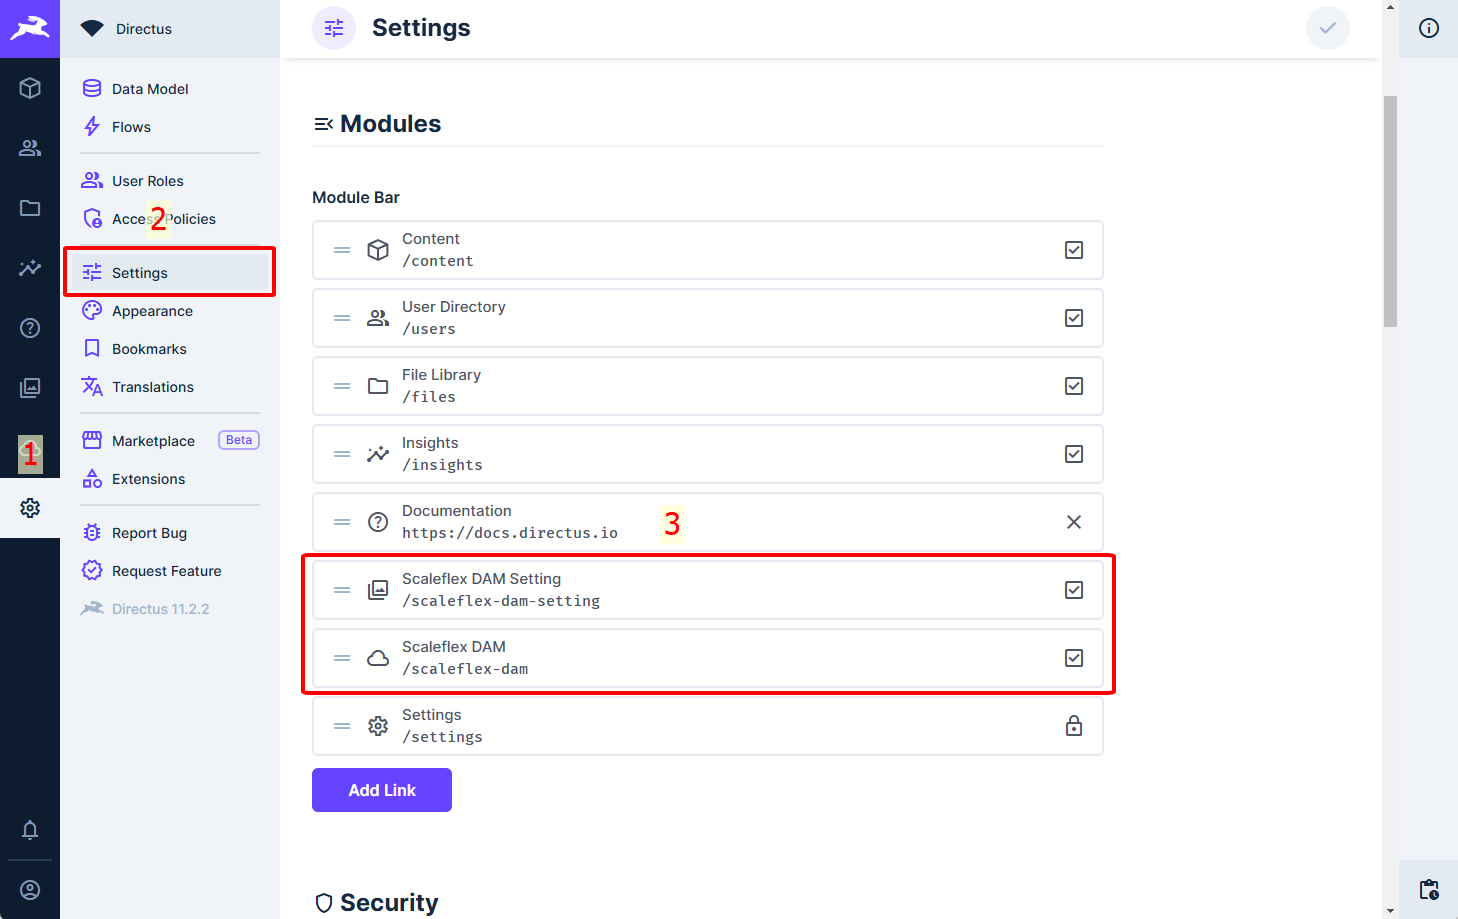 Directus
Settings
Data Model
Flows
User Roles
Access Policies
2
Settings
Appearance
Bookmarks
Translations
Marketplace
Beta
Extensions
Report Bug
Request Feature
Directus 11.2.2
1
Modules
Module Bar
Content
/content
User Directory
/users
File Library
/files
Insights
/insights
Documentation
https://docs.directus.io
3
Scaleflex DAM Setting
/scaleflex-dam-setting
Scaleflex DAM
/scaleflex-dam
Settings
/settings
Add Link
Security